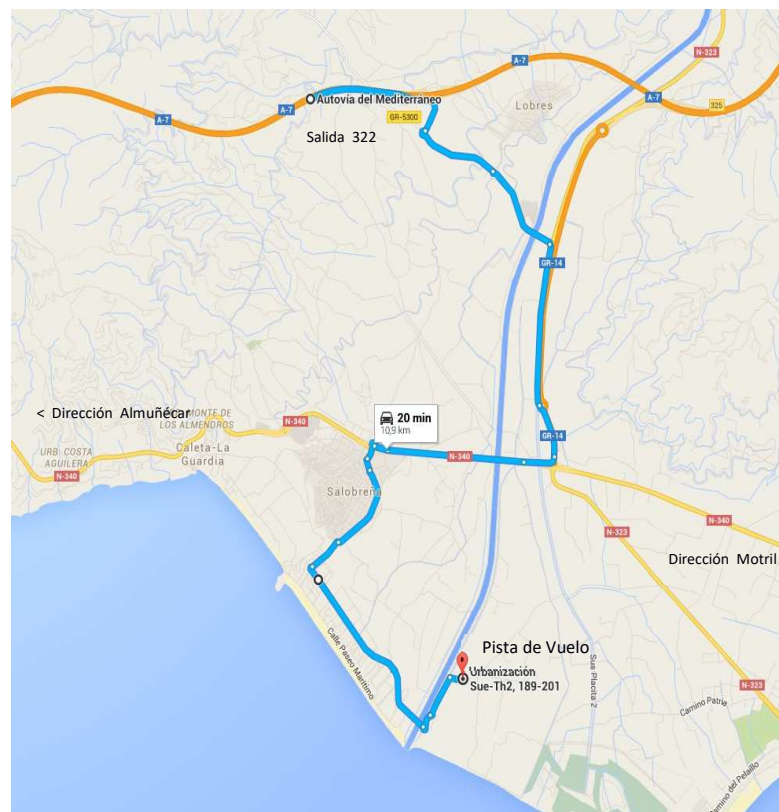 N-323
A-7
A-7
Autovía del Mediterraneo
Lobres
A-7
325
A-7
GR-5300
Salida 322
GR-14
< Dirección Almuñécar
MONTE DE
LOS ALMENDROS
N-340
20 min
10,9 km
GR-14
URB. COSTA
AGUILERA
Caleta-La
Guardia
N-340
N-340
Salobreña
N-340
N-323
Dirección Motril
Calle Paseo Marítimo
Pista de Vuelo
Urbanización
Sue-Th2, 189-201
Sus Placita 2
N-323
Camino Patria
Camino del Pelaillo